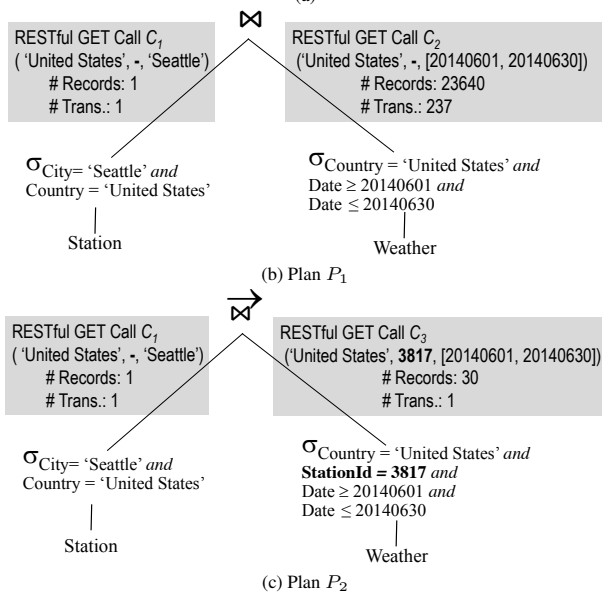 (a)
⋈
RESTful GET Call C1
( 'United States', -, 'Seattle')
# Records: 1
# Trans.: 1
RESTful GET Call C2
('United States', -, [20140601, 20140630])
# Records: 23640
# Trans.: 237
σCity= 'Seattle' and
Country = 'United States'
Station
σCountry = 'United States' and
Date ≥ 20140601 and
Date ≤ 20140630
Weather
(b) Plan P1
⋈
RESTful GET Call C1
( 'United States', -, 'Seattle')
# Records: 1
# Trans.: 1
RESTful GET Call C3
('United States', 3817, [20140601, 20140630])
# Records: 30
# Trans.: 1
σCity= 'Seattle' and
Country = 'United States'
Station
σCountry = 'United States' and
StationId = 3817 and
Date ≥ 20140601 and
Date ≤ 20140630
Weather
(c) Plan P2